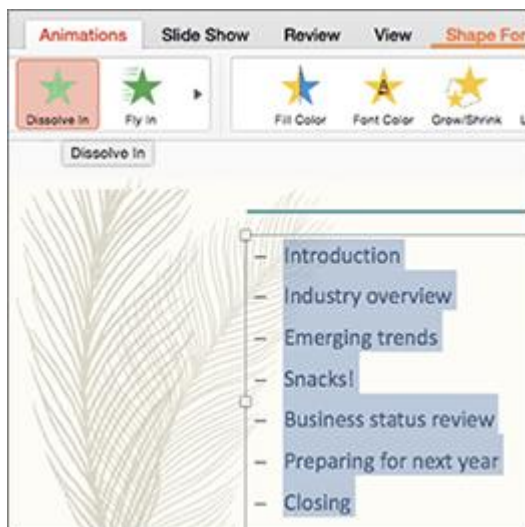 Animations Slide Show Review View Shape For
Dissolve In Fly In Fill Color Font Color Grow/Shrink
Dissolve In
– Introduction
– Industry overview
– Emerging trends
– Snacks!
– Business status review
– Preparing for next year
– Closing